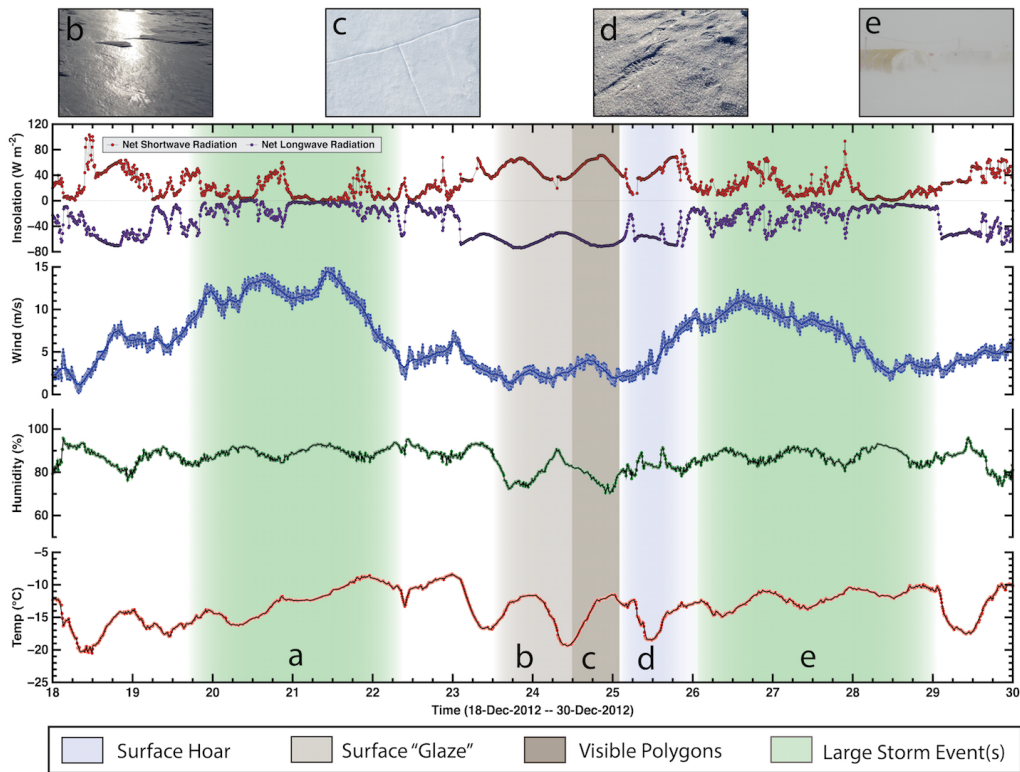 b
c
d
e
120
80
40
0
−40
−80
Insolation (W m-2)
Net Shortwave Radiation
Net Longwave Radiation
15
10
5
0
Wind (m/s)
100
80
60
Humidity (%)
−5
−10
−15
−20
−25
Temp (°C)
a
b
c
d
e
18 19 20 21 22 23 24 25 26 27 28 29 30
Time (18-Dec-2012 -- 30-Dec-2012)
Surface Hoar
Surface “Glaze”
Visible Polygons
Large Storm Event(s)